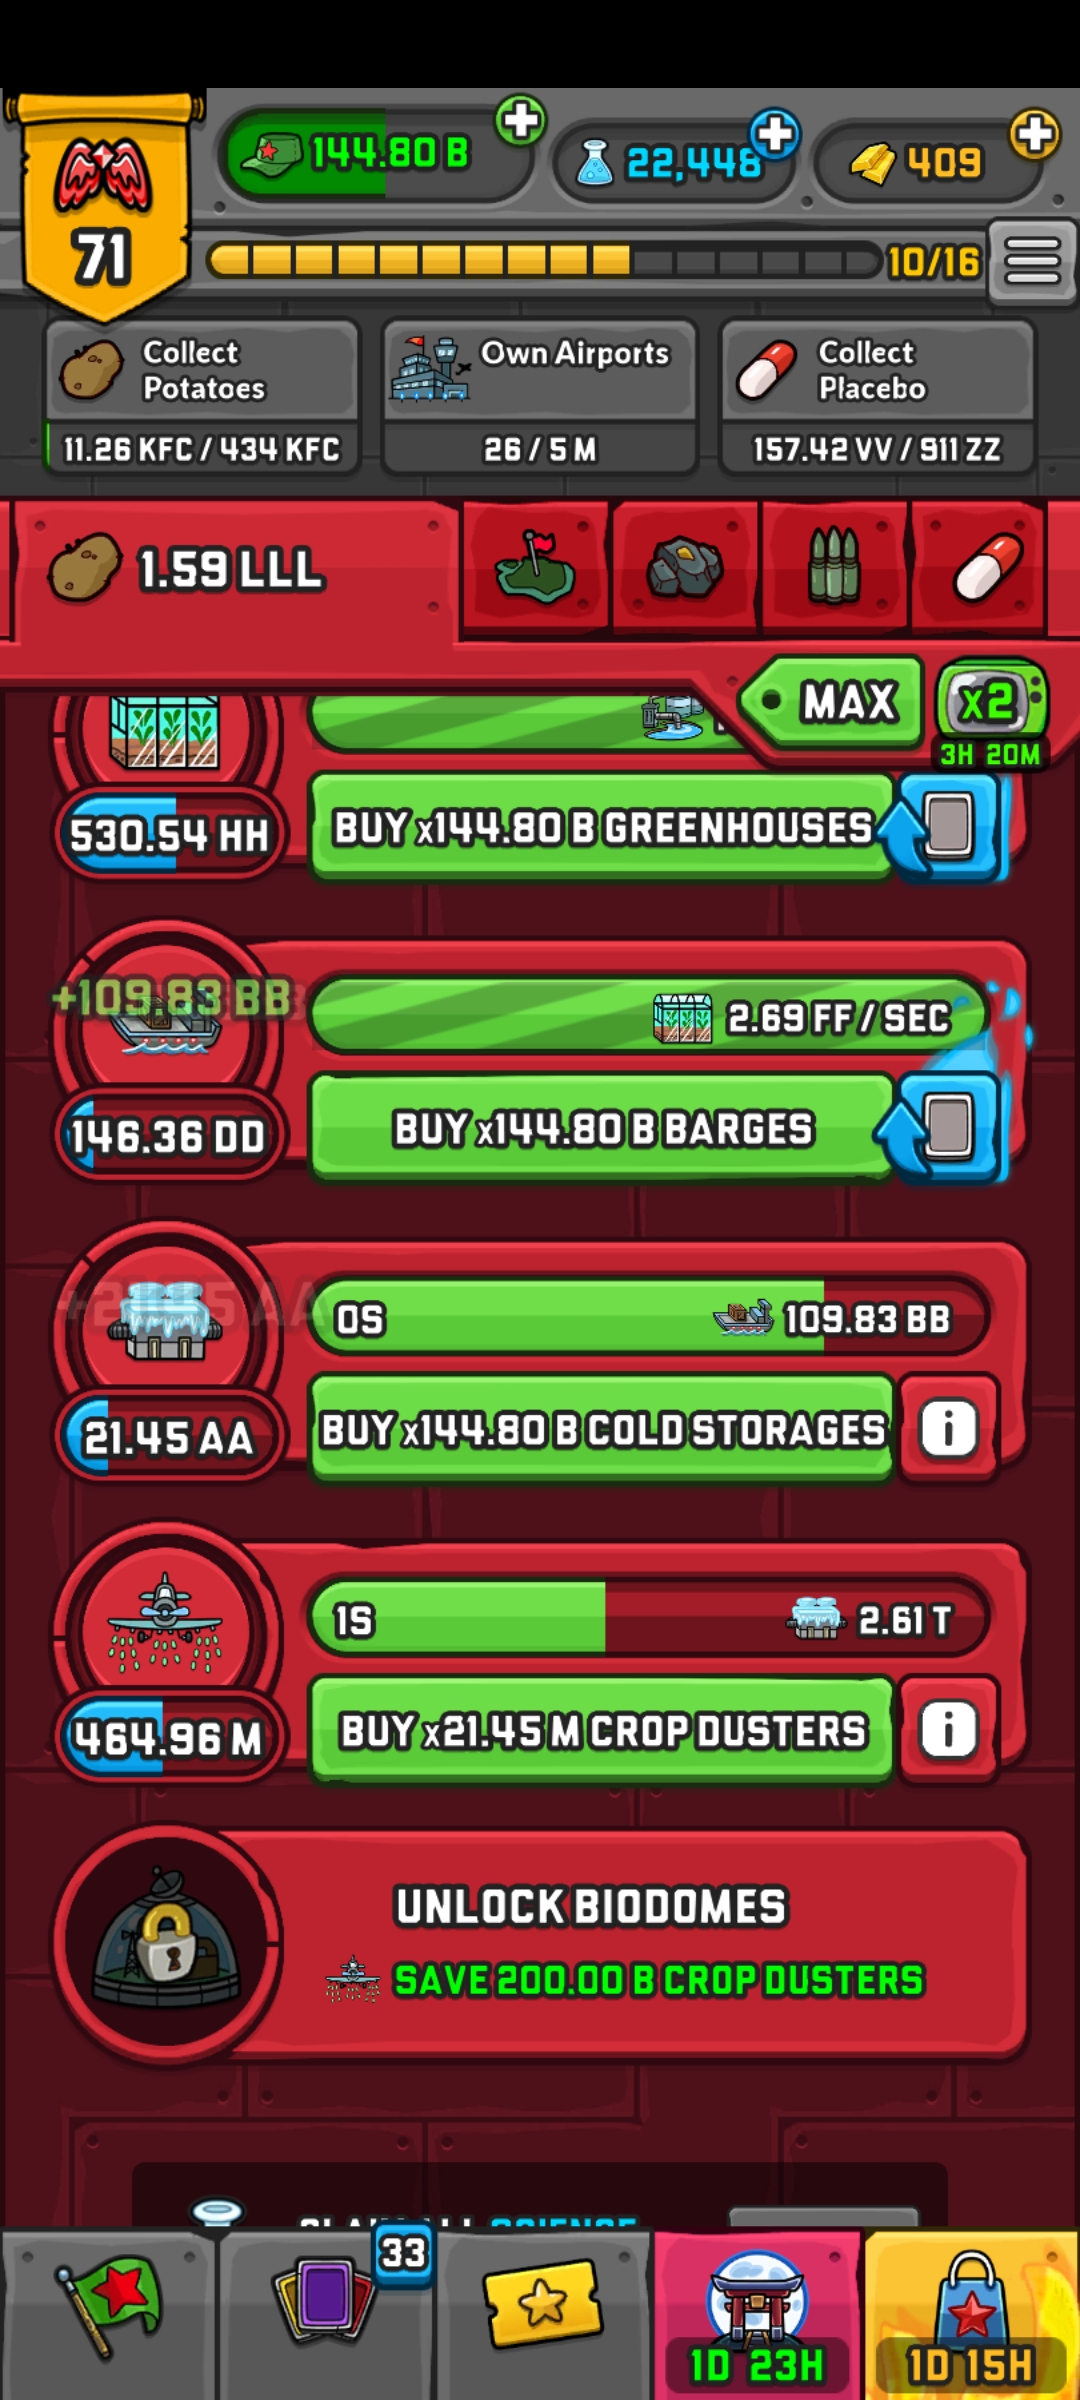 144.80 B
22,448
409
71
10/16
Collect
Potatoes
11.26 KFC / 434 KFC
Own Airports
26 / 5 M
Collect
Placebo
157.42 VV / 911 ZZ
1.59 LLL
MAX
x2
3H 20M
530.54 HH
BUY x144.80 B GREENHOUSES
+109.83 BB
2.69 FF / SEC
146.36 DD
BUY x144.80 B BARGES
0S
109.83 BB
21.45 AA
BUY x144.80 B COLD STORAGES
i
1S
2.61 T
464.96 M
BUY x21.45 M CROP DUSTERS
i
UNLOCK BIODOMES
SAVE 200.00 B CROP DUSTERS
33
1D 23H
1D 15H